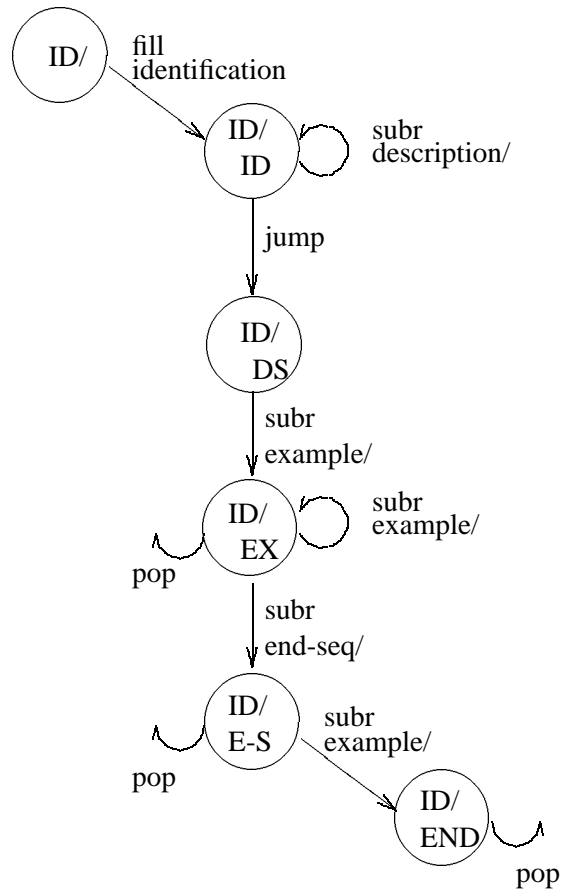 ID/
fill
identification
ID/
ID
subr
description/
jump
ID/
DS
subr
example/
ID/
EX
subr
example/
pop
subr
end-seq/
ID/
E-S
subr
example/
pop
ID/
END
pop